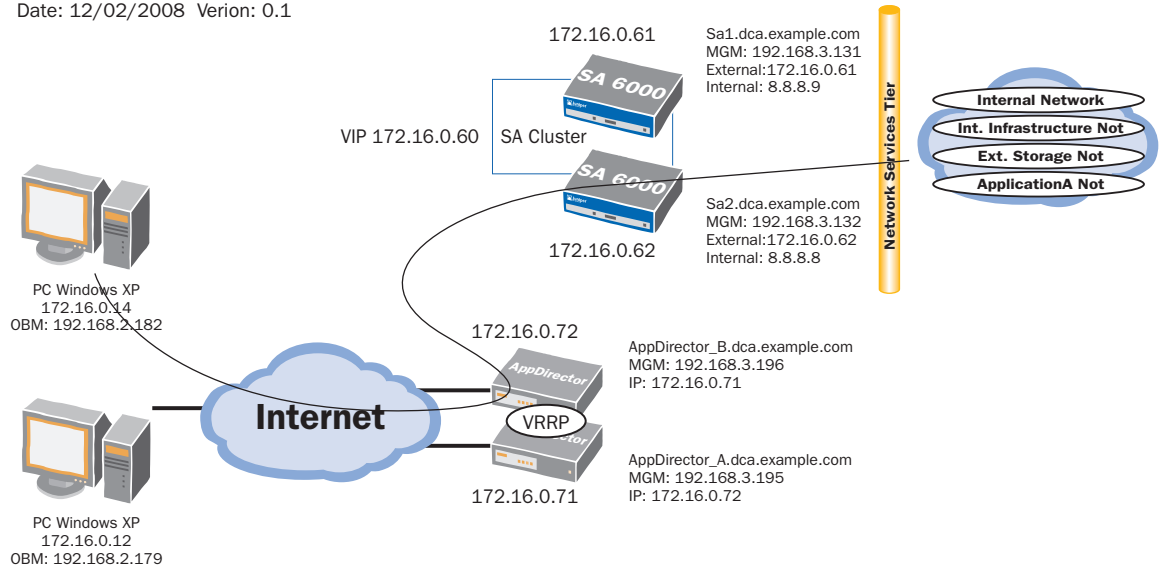 Date: 12/02/2008 Verion: 0.1
172.16.0.61
Sa1.dca.example.com
MGM: 192.168.3.131
External:172.16.0.61
Internal: 8.8.8.9
SA 6000
VIP 172.16.0.60
SA Cluster
SA 6000
172.16.0.62
Sa2.dca.example.com
MGM: 192.168.3.132
External:172.16.0.62
Internal: 8.8.8.8
Network Services Tier
Internal Network
Int. Infrastructure Not
Ext. Storage Not
ApplicationA Not
PC Windows XP
172.16.0.14
OBM: 192.168.2.182
Internet
172.16.0.72
AppDirector
AppDirector_B.dca.example.com
MGM: 192.168.3.196
IP: 172.16.0.71
VRRP
ctor
172.16.0.71
AppDirector_A.dca.example.com
MGM: 192.168.3.195
IP: 172.16.0.72
PC Windows XP
172.16.0.12
OBM: 192.168.2.179